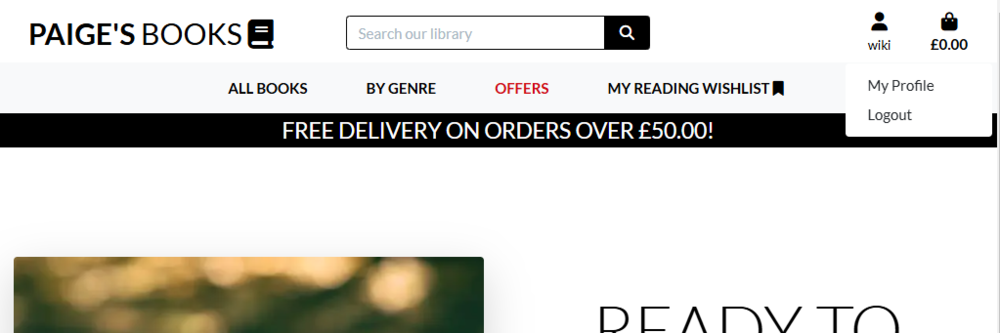 PAIGE'S BOOKS
Search our library
wiki
£0.00
ALL BOOKS
BY GENRE
OFFERS
MY READING WISHLIST
My Profile
Logout
FREE DELIVERY ON ORDERS OVER £50.00!
READY TO